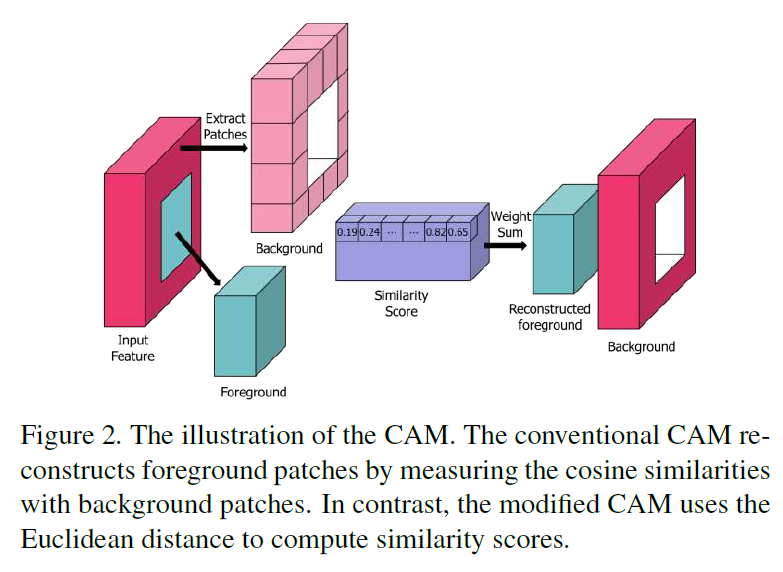 Extract
Patches
Background
Input
Feature
Foreground
0.19 0.24 ... ... 0.82 0.65
Similarity
Score
Weight
Sum
Reconstructed
foreground
Background
Figure 2. The illustration of the CAM. The conventional CAM re-
constructs foreground patches by measuring the cosine similarities
with background patches. In contrast, the modified CAM uses the
Euclidean distance to compute similarity scores.